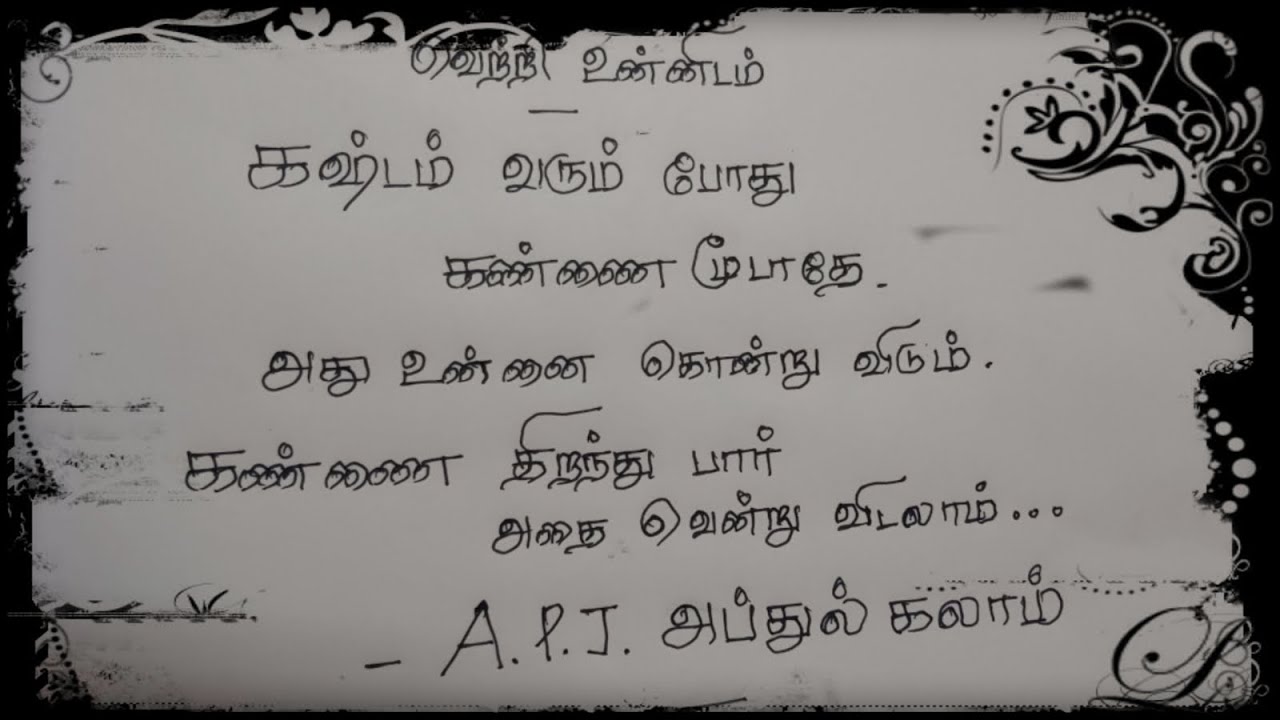 வெற்றி உன்னிடம்
கஷ்டம் வரும் போது
கண்ணை மூடாதே.
அது உன்னை கொன்று விடும்.
கண்ணை திறந்து பார்
அதை வென்று விடலாம்...
- A.P.J. அப்துல் கலாம்